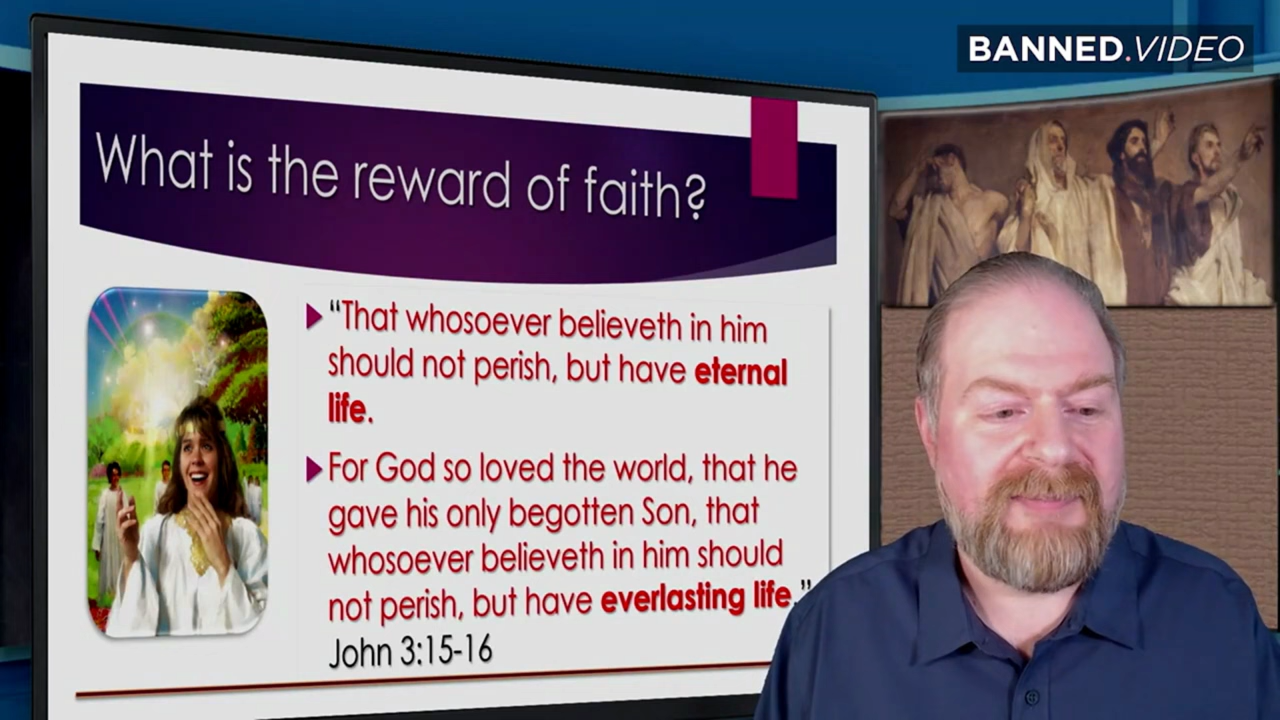 BANNED.VIDEO
What is the reward of faith?
“That whosoever believeth in him
should not perish, but have eternal
life.
For God so loved the world, that he
gave his only begotten Son, that
whosoever believeth in him should
not perish, but have everlasting life.”
John 3:15-16